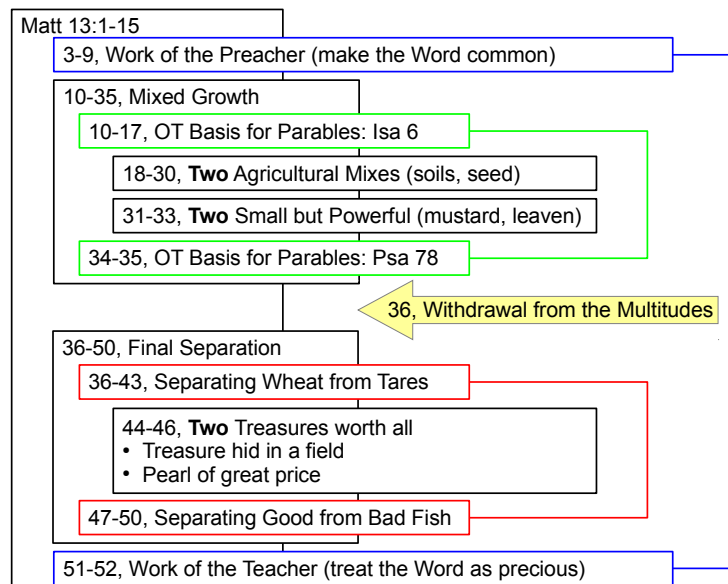 Matt 13:1-15
3-9, Work of the Preacher (make the Word common)
10-35, Mixed Growth
10-17, OT Basis for Parables: Isa 6
18-30, Two Agricultural Mixes (soils, seed)
31-33, Two Small but Powerful (mustard, leaven)
34-35, OT Basis for Parables: Psa 78
36, Withdrawal from the Multitudes
36-50, Final Separation
36-43, Separating Wheat from Tares
44-46, Two Treasures worth all
• Treasure hid in a field
• Pearl of great price
47-50, Separating Good from Bad Fish
51-52, Work of the Teacher (treat the Word as precious)